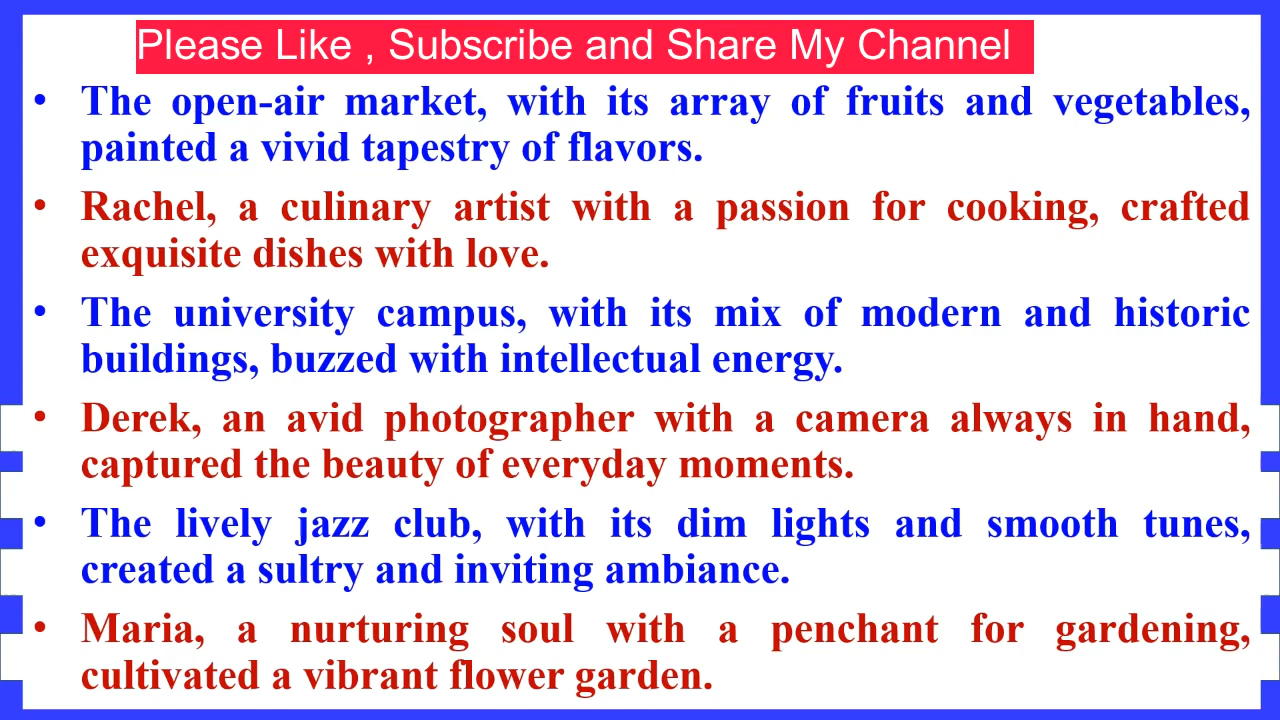 Please Like , Subscribe and Share My Channel
• The open-air market, with its array of fruits and vegetables,
painted a vivid tapestry of flavors.
• Rachel, a culinary artist with a passion for cooking, crafted
exquisite dishes with love.
• The university campus, with its mix of modern and historic
buildings, buzzed with intellectual energy.
• Derek, an avid photographer with a camera always in hand,
captured the beauty of everyday moments.
• The lively jazz club, with its dim lights and smooth tunes,
created a sultry and inviting ambiance.
• Maria, a nurturing soul with a penchant for gardening,
cultivated a vibrant flower garden.